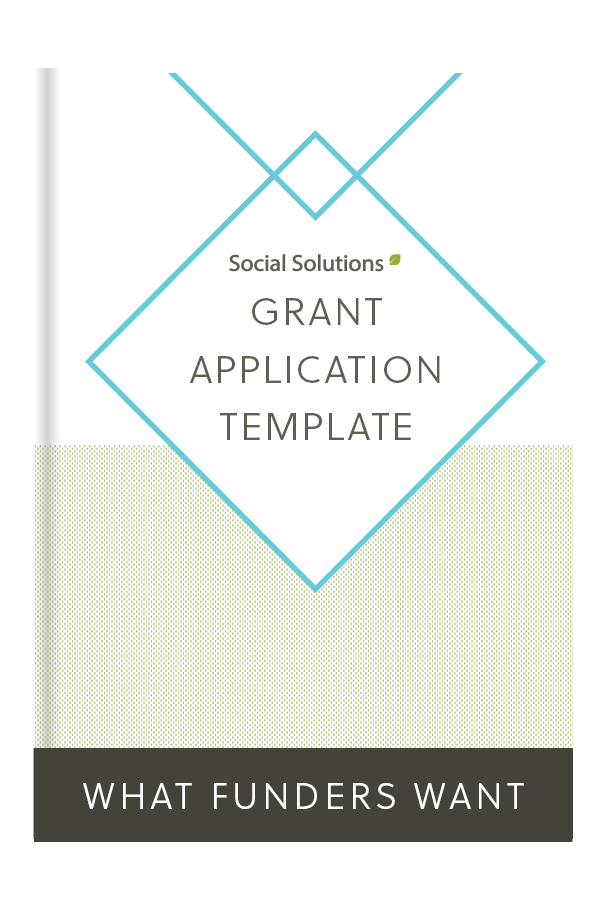 Social Solutions
GRANT
APPLICATION
TEMPLATE
WHAT FUNDERS WANT